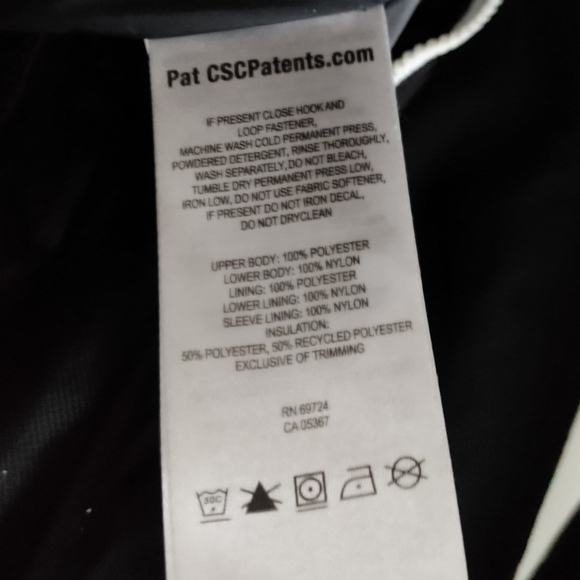 Pat CSCPatents.com
IF PRESENT CLOSE HOOK AND
LOOP FASTENER,
MACHINE WASH COLD PERMANENT PRESS,
POWDERED DETERGENT, RINSE THOROUGHLY,
WASH SEPARATELY, DO NOT BLEACH,
TUMBLE DRY PERMANENT PRESS LOW,
IRON LOW, DO NOT USE FABRIC SOFTENER,
IF PRESENT DO NOT IRON DECAL,
DO NOT DRYCLEAN
UPPER BODY: 100% POLYESTER
LOWER BODY: 100% NYLON
LINING: 100% POLYESTER
LOWER LINING: 100% NYLON
SLEEVE LINING: 100% NYLON
INSULATION:
50% POLYESTER, 50% RECYCLED POLYESTER
EXCLUSIVE OF TRIMMING
RN 69724
CA 05367
30C